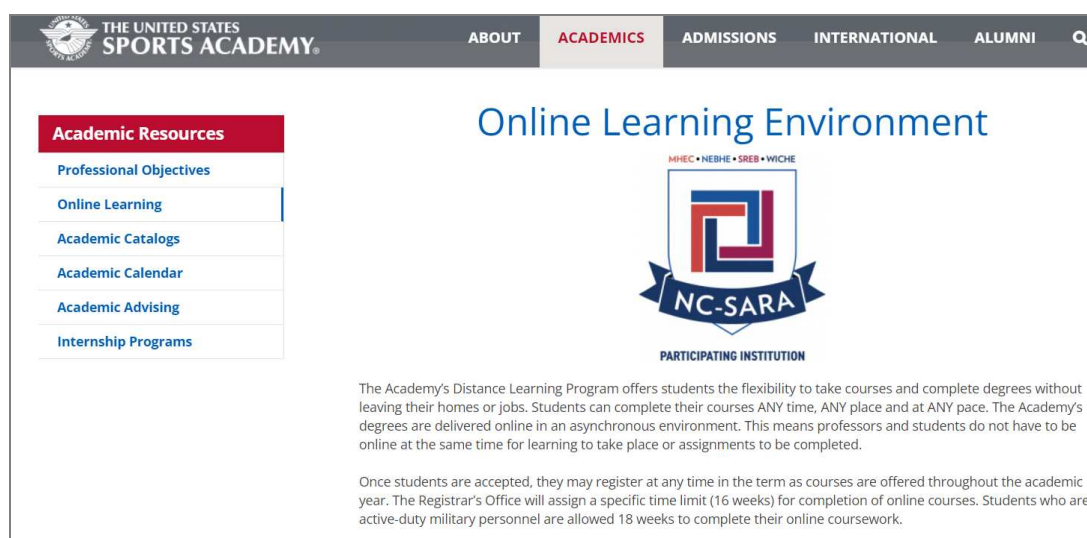 THE UNITED STATES
SPORTS ACADEMY®
ABOUT
ACADEMICS
ADMISSIONS
INTERNATIONAL
ALUMNI
Academic Resources
Professional Objectives
Online Learning
Academic Catalogs
Academic Calendar
Academic Advising
Internship Programs
Online Learning Environment
MHEC • NEBHE • SREB • WICHE
NC-SARA
PARTICIPATING INSTITUTION
The Academy's Distance Learning Program offers students the flexibility to take courses and complete degrees without
leaving their homes or jobs. Students can complete their courses ANY time, ANY place and at ANY pace. The Academy's
degrees are delivered online in an asynchronous environment. This means professors and students do not have to be
online at the same time for learning to take place or assignments to be completed.
Once students are accepted, they may register at any time in the term as courses are offered throughout the academic
year. The Registrar's Office will assign a specific time limit (16 weeks) for completion of online courses. Students who are
active-duty military personnel are allowed 18 weeks to complete their online coursework.